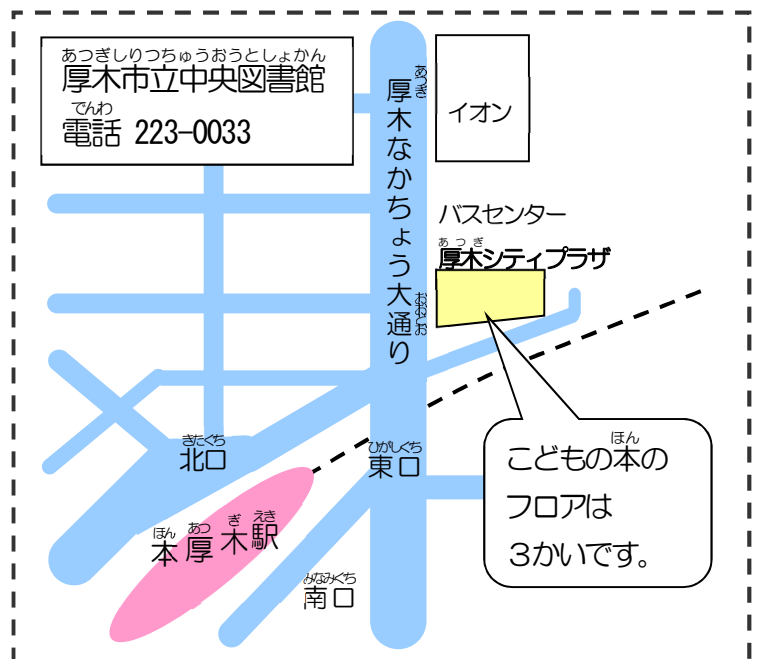 あつぎしりつちゅうおうとしょかん
厚木市立中央図書館
でんわ
電話 223-0033
あつぎ
厚木なかちょう大通り
おおどお
イオン
バスセンター
あつぎ
厚木シティプラザ
きたぐち
北口
ひがしぐち
東口
ほん
こどもの本の
フロアは
3かいです。
ほん あつ ぎ えき
本厚木駅
みなみぐち
南口